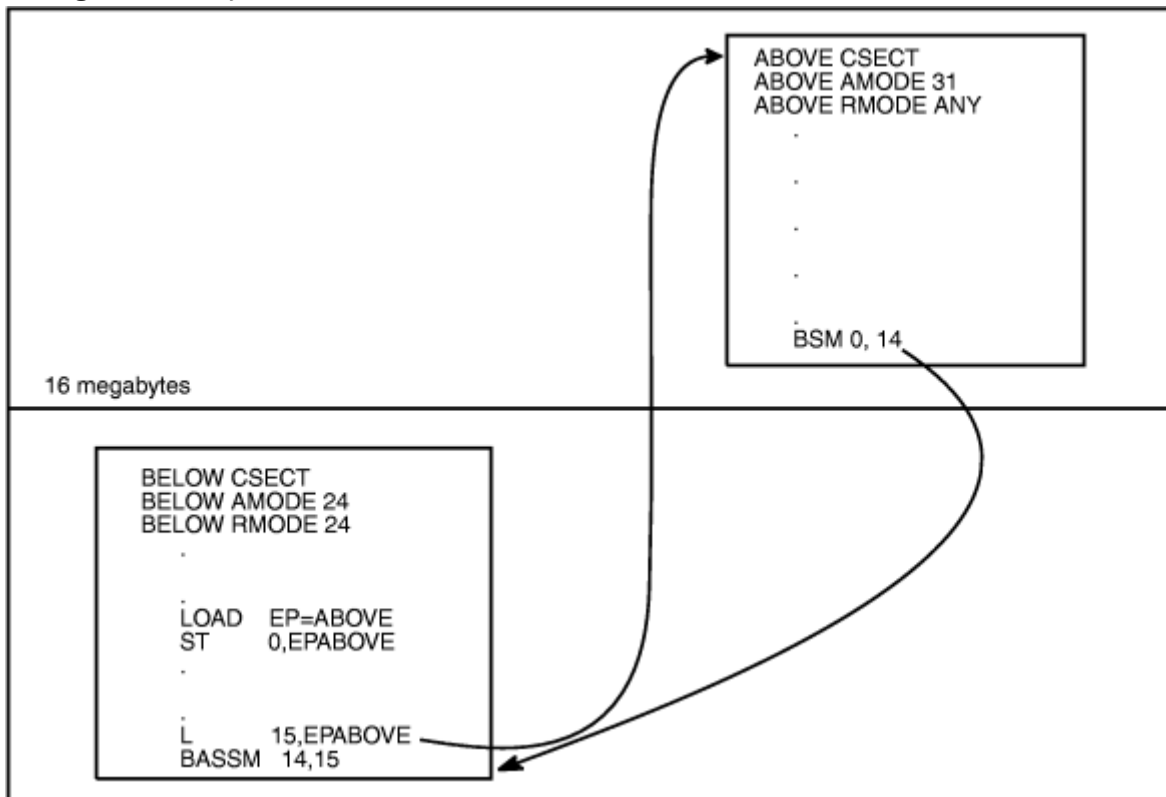 ABOVE CSECT
ABOVE AMODE 31
ABOVE RMODE ANY
.
.
.
.
.
BSM 0, 14
16 megabytes
BELOW CSECT
BELOW AMODE 24
BELOW RMODE 24
.
.
LOAD EP=ABOVE
ST 0,EPABOVE
.
.
L 15,EPABOVE
BASSM 14,15